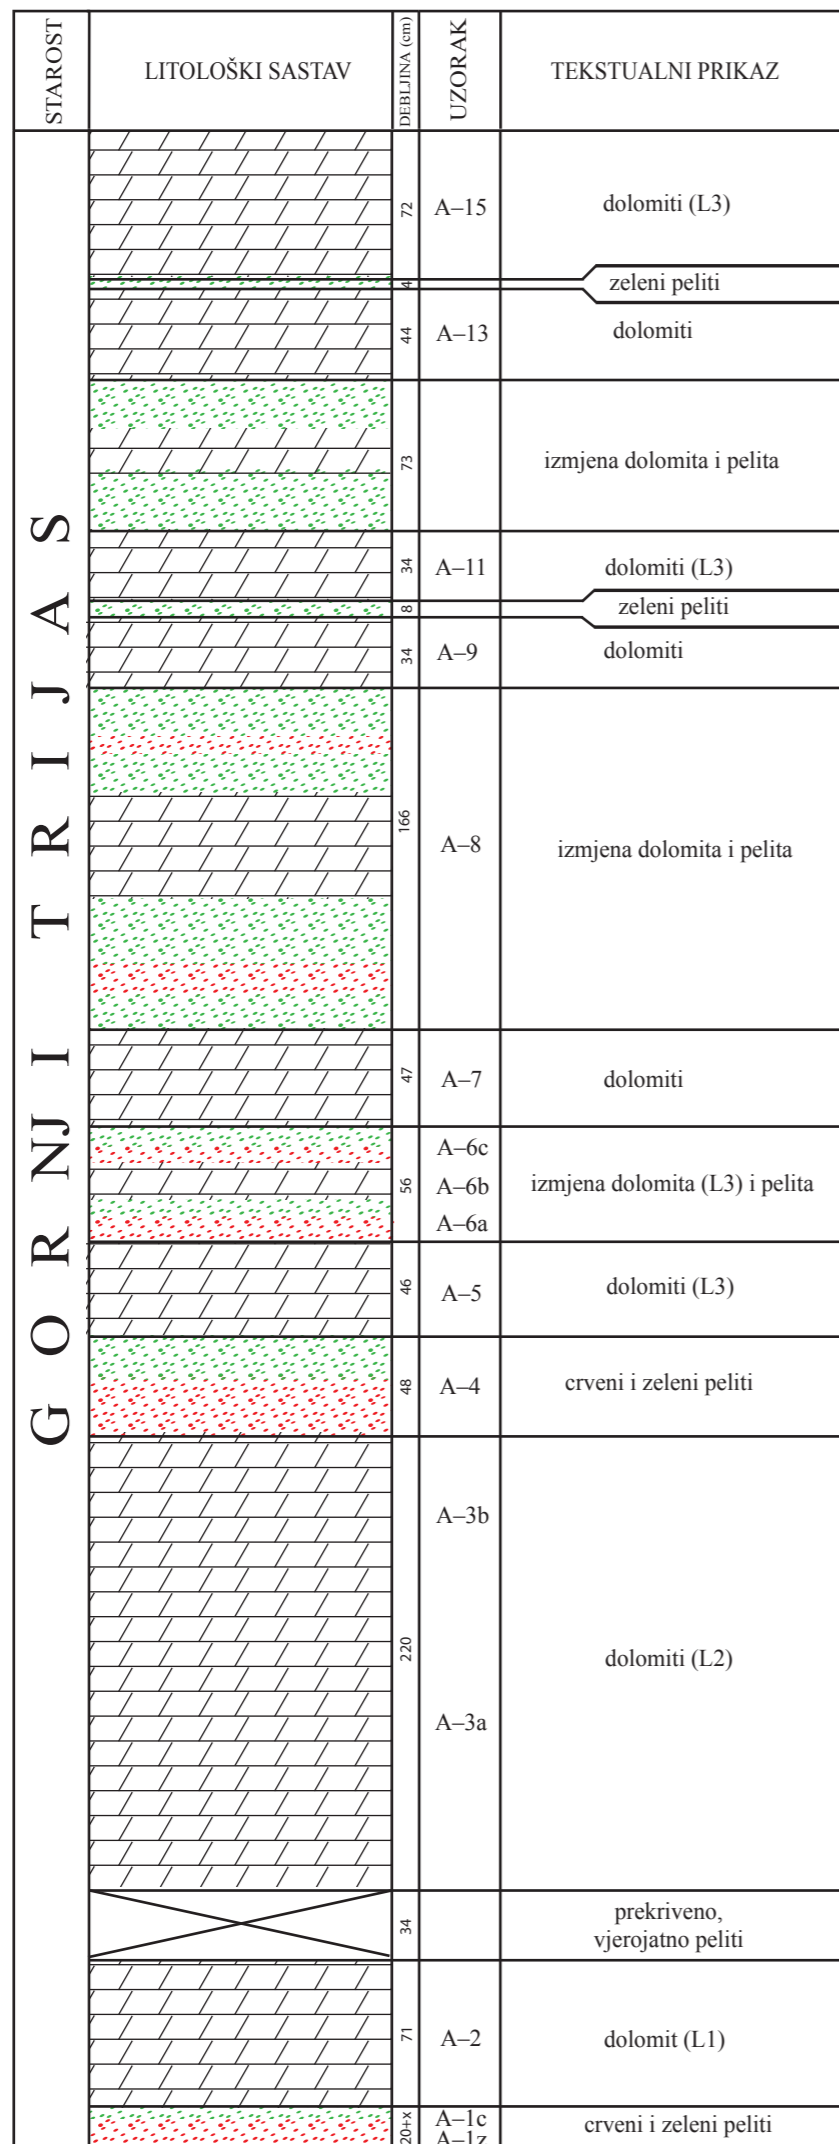 STAROST
LITOLOŠKI SASTAV
DEBLJINA (cm)
UZORAK
TEKSTUALNI PRIKAZ
GORNJI TRIJAS
72
A–15
dolomiti (L3)
4
zeleni peliti
44
A–13
dolomiti
73
izmjena dolomita i pelita
34
A–11
dolomiti (L3)
8
zeleni peliti
34
A–9
dolomiti
166
A–8
izmjena dolomita i pelita
47
A–7
dolomiti
56
A–6c
A–6b
A–6a
izmjena dolomita (L3) i pelita
46
A–5
dolomiti (L3)
48
A–4
crveni i zeleni peliti
220
A–3b
A–3a
dolomiti (L2)
34
prekriveno,
vjerojatno peliti
71
A–2
dolomit (L1)
20+x
A–1c
A–1z
crveni i zeleni peliti